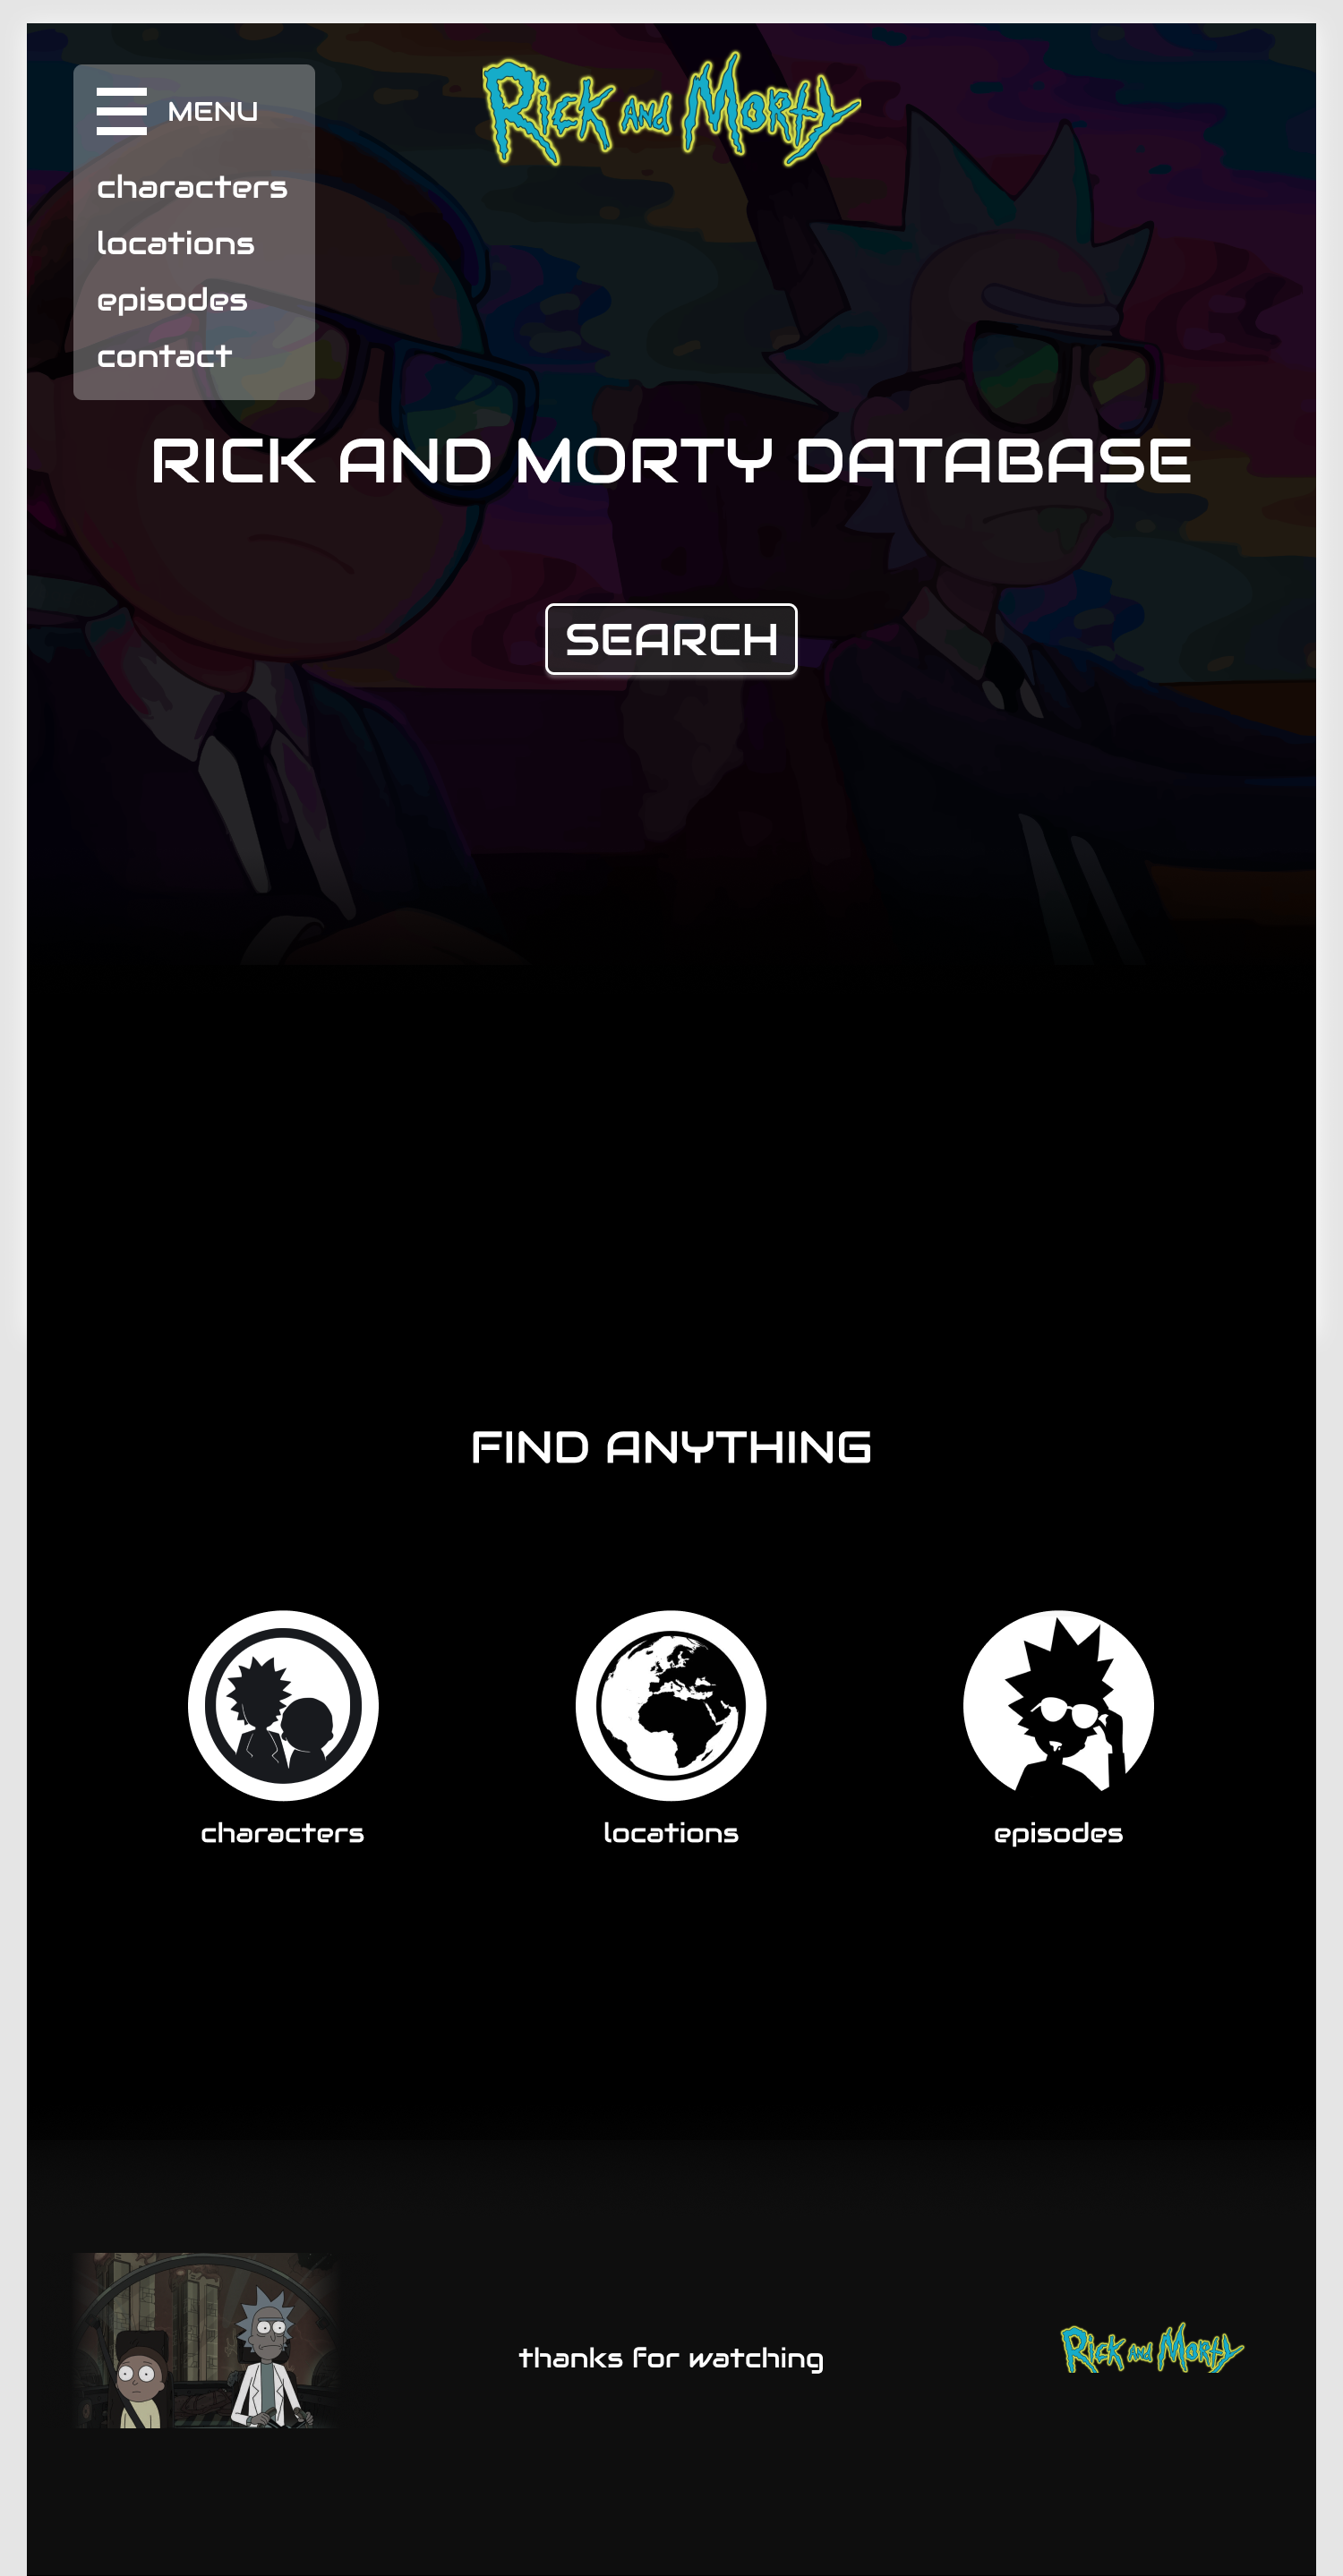 MENU
Rick and Morty
characters
locations
episodes
contact
RICK AND MORTY DATABASE
SEARCH
FIND ANYTHING
characters
locations
episodes
thanks for watching
Rick and Morty